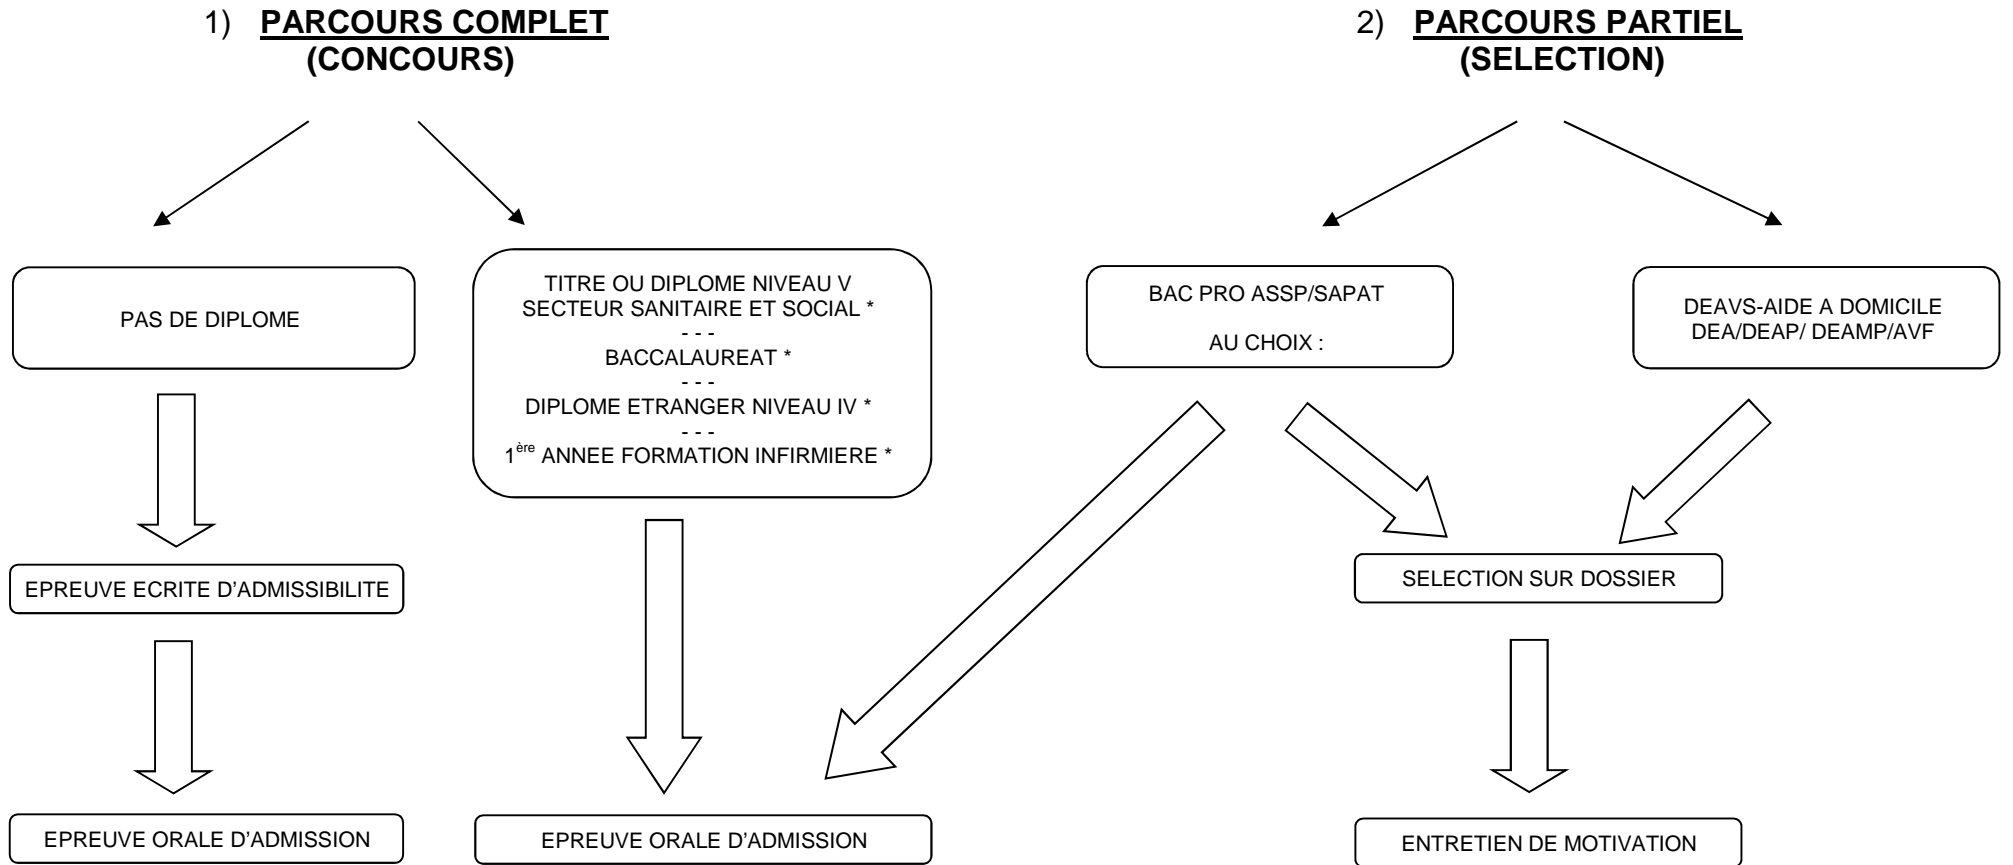 1) PARCOURS COMPLET
(CONCOURS)
2) PARCOURS PARTIEL
(SELECTION)
PAS DE DIPLOME
TITRE OU DIPLOME NIVEAU V
SECTEUR SANITAIRE ET SOCIAL *
- - -
BACCALAUREAT *
- - -
DIPLOME ETRANGER NIVEAU IV *
- - -
1ère ANNEE FORMATION INFIRMIERE *
BAC PRO ASSP/SAPAT
AU CHOIX :
DEAVS-AIDE A DOMICILE
DEA/DEAP/ DEAMP/AVF
EPREUVE ECRITE D'ADMISSIBILITE
SELECTION SUR DOSSIER
EPREUVE ORALE D'ADMISSION
EPREUVE ORALE D'ADMISSION
ENTRETIEN DE MOTIVATION